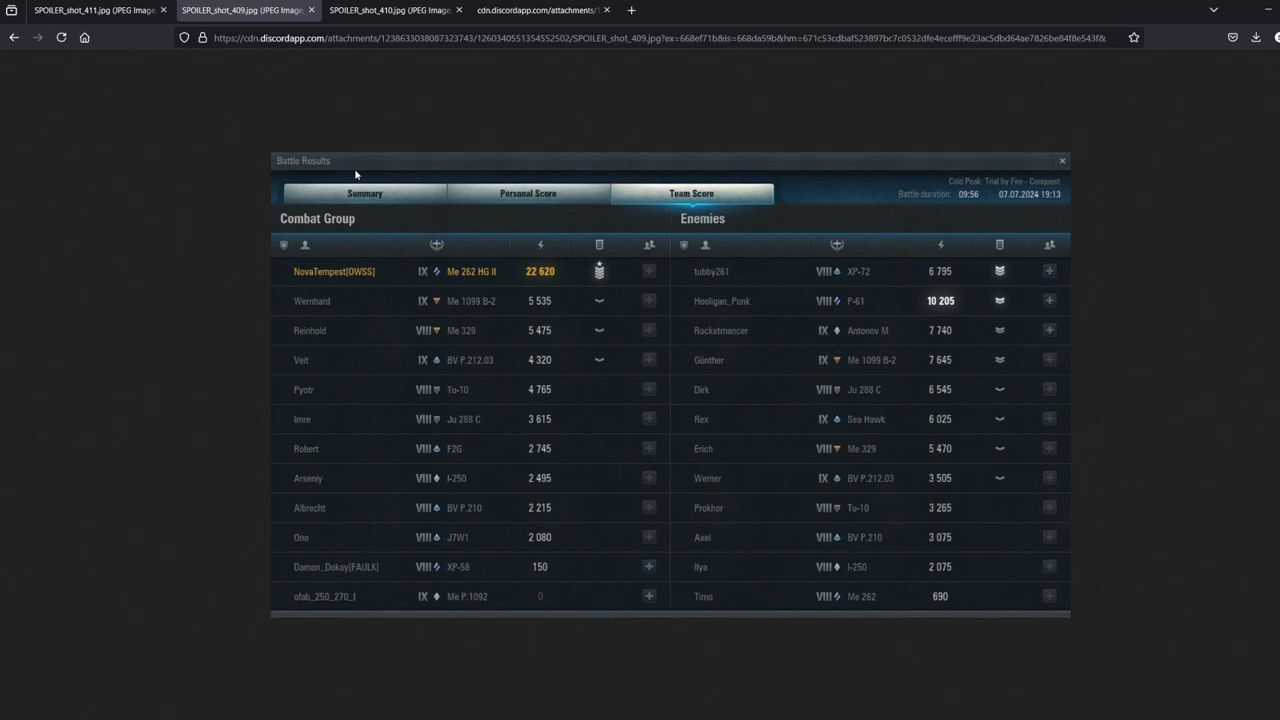 SPOILER_shot_411.jpg (JPEG Image, SPOILER_shot_409.jpg (JPEG Image, SPOILER_shot_410.jpg (JPEG Image, cdn.discordapp.com/attachments/1
https://cdn.discordapp.com/attachments/1238633038087323743/1260340551354552502/SPOILER_shot_409.jpg?ex=668ef71b&is=668da59b&hm=671c53cdbaf523897bc7c0532dfe4ecefff9e23ac5dbd64ae7826be84f8e543f&
Battle Results
Summary Personal Score Team Score
Cold Peak: Trial by Fire - Conquest
Battle duration: 09:56 07.07.2024 19:13
Combat Group Enemies
NovaTempest[OWSS] IX Me 262 HG II 22 620 tubby261 VIII XP-72 6 795
Wernhard IX Me 1099 B-2 5 535 Hooligan_Punk VIII P-61 10 205
Reinhold VIII Me 329 5 475 Rocketmancer IX Antonov M 7 740
Veit IX BV P.212.03 4 320 Günther IX Me 1099 B-2 7 645
Pyotr VIII Tu-10 4 765 Dirk VIII Ju 288 C 6 545
Imre VIII Ju 288 C 3 615 Rex IX Sea Hawk 6 025
Robert VIII F2G 2 745 Erich VIII Me 329 5 470
Arseniy VIII I-250 2 495 Werner IX BV P.212.03 3 505
Albrecht VIII BV P.210 2 215 Prokhor VIII Tu-10 3 265
Ono VIII J7W1 2 080 Axel VIII BV P.210 3 075
Damon_Dokay[FAULK] VIII XP-58 150 Ilya VIII I-250 2 075
ofab_250_270_I IX Me P.1092 0 Timo VIII Me 262 690